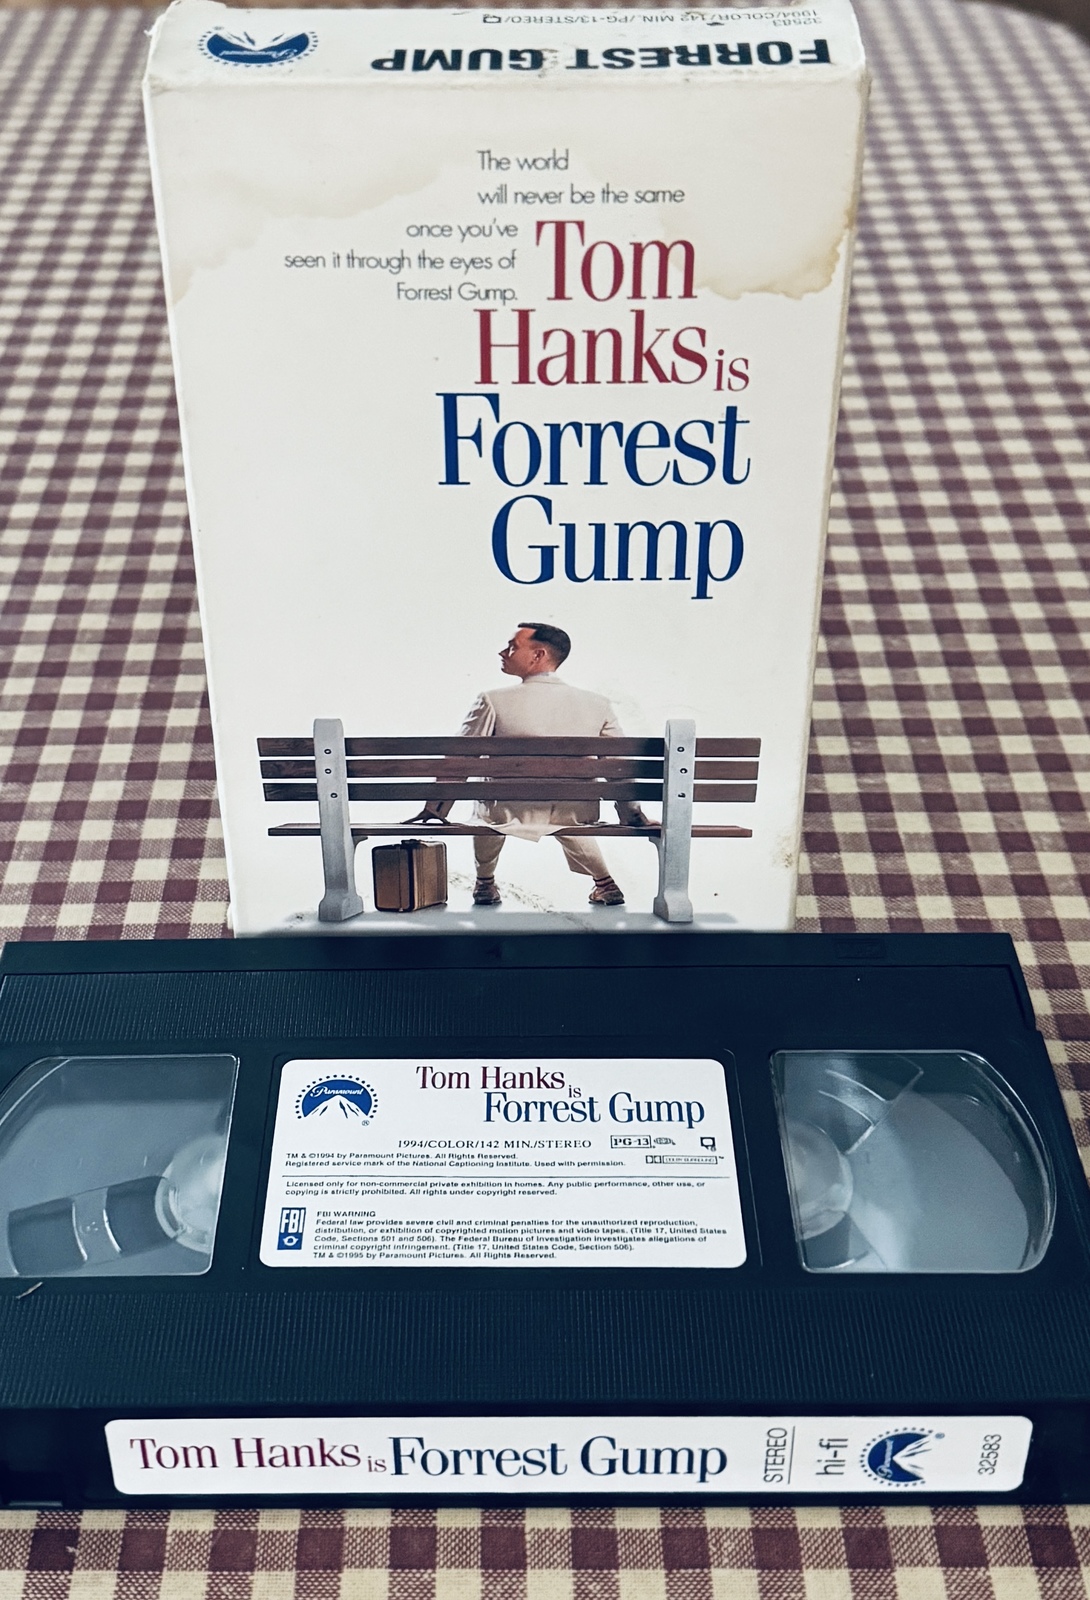 32583
1994/COLOR/142 MIN./PG-13/STEREO/
FORREST GUMP
Paramount
The world
will never be the same
once you've
seen it through the eyes of
Forrest Gump.
Tom
Hanks is
Forrest
Gump
Paramount
®
Tom Hanks is
Forrest Gump
1994/COLOR/142 MIN./STEREO PG-13
TM & ©1994 by Paramount Pictures. All Rights Reserved.
Registered service mark of the National Captioning Institute. Used with permission.
DOLBY SURROUND ™
Licensed only for non-commercial private exhibition in homes. Any public performance, other use, or
copying is strictly prohibited. All rights under copyright reserved.
FBI
FBI WARNING
Federal law provides severe civil and criminal penalties for the unauthorized reproduction,
distribution, or exhibition of copyrighted motion pictures and video tapes. (Title 17, United States
Code, Sections 501 and 506). The Federal Bureau of Investigation investigates allegations of
criminal copyright infringement. (Title 17, United States Code, Section 506).
TM & ©1995 by Paramount Pictures. All Rights Reserved.
Tom Hanks is Forrest Gump
STEREO
hi-fi
Paramount
®
32583